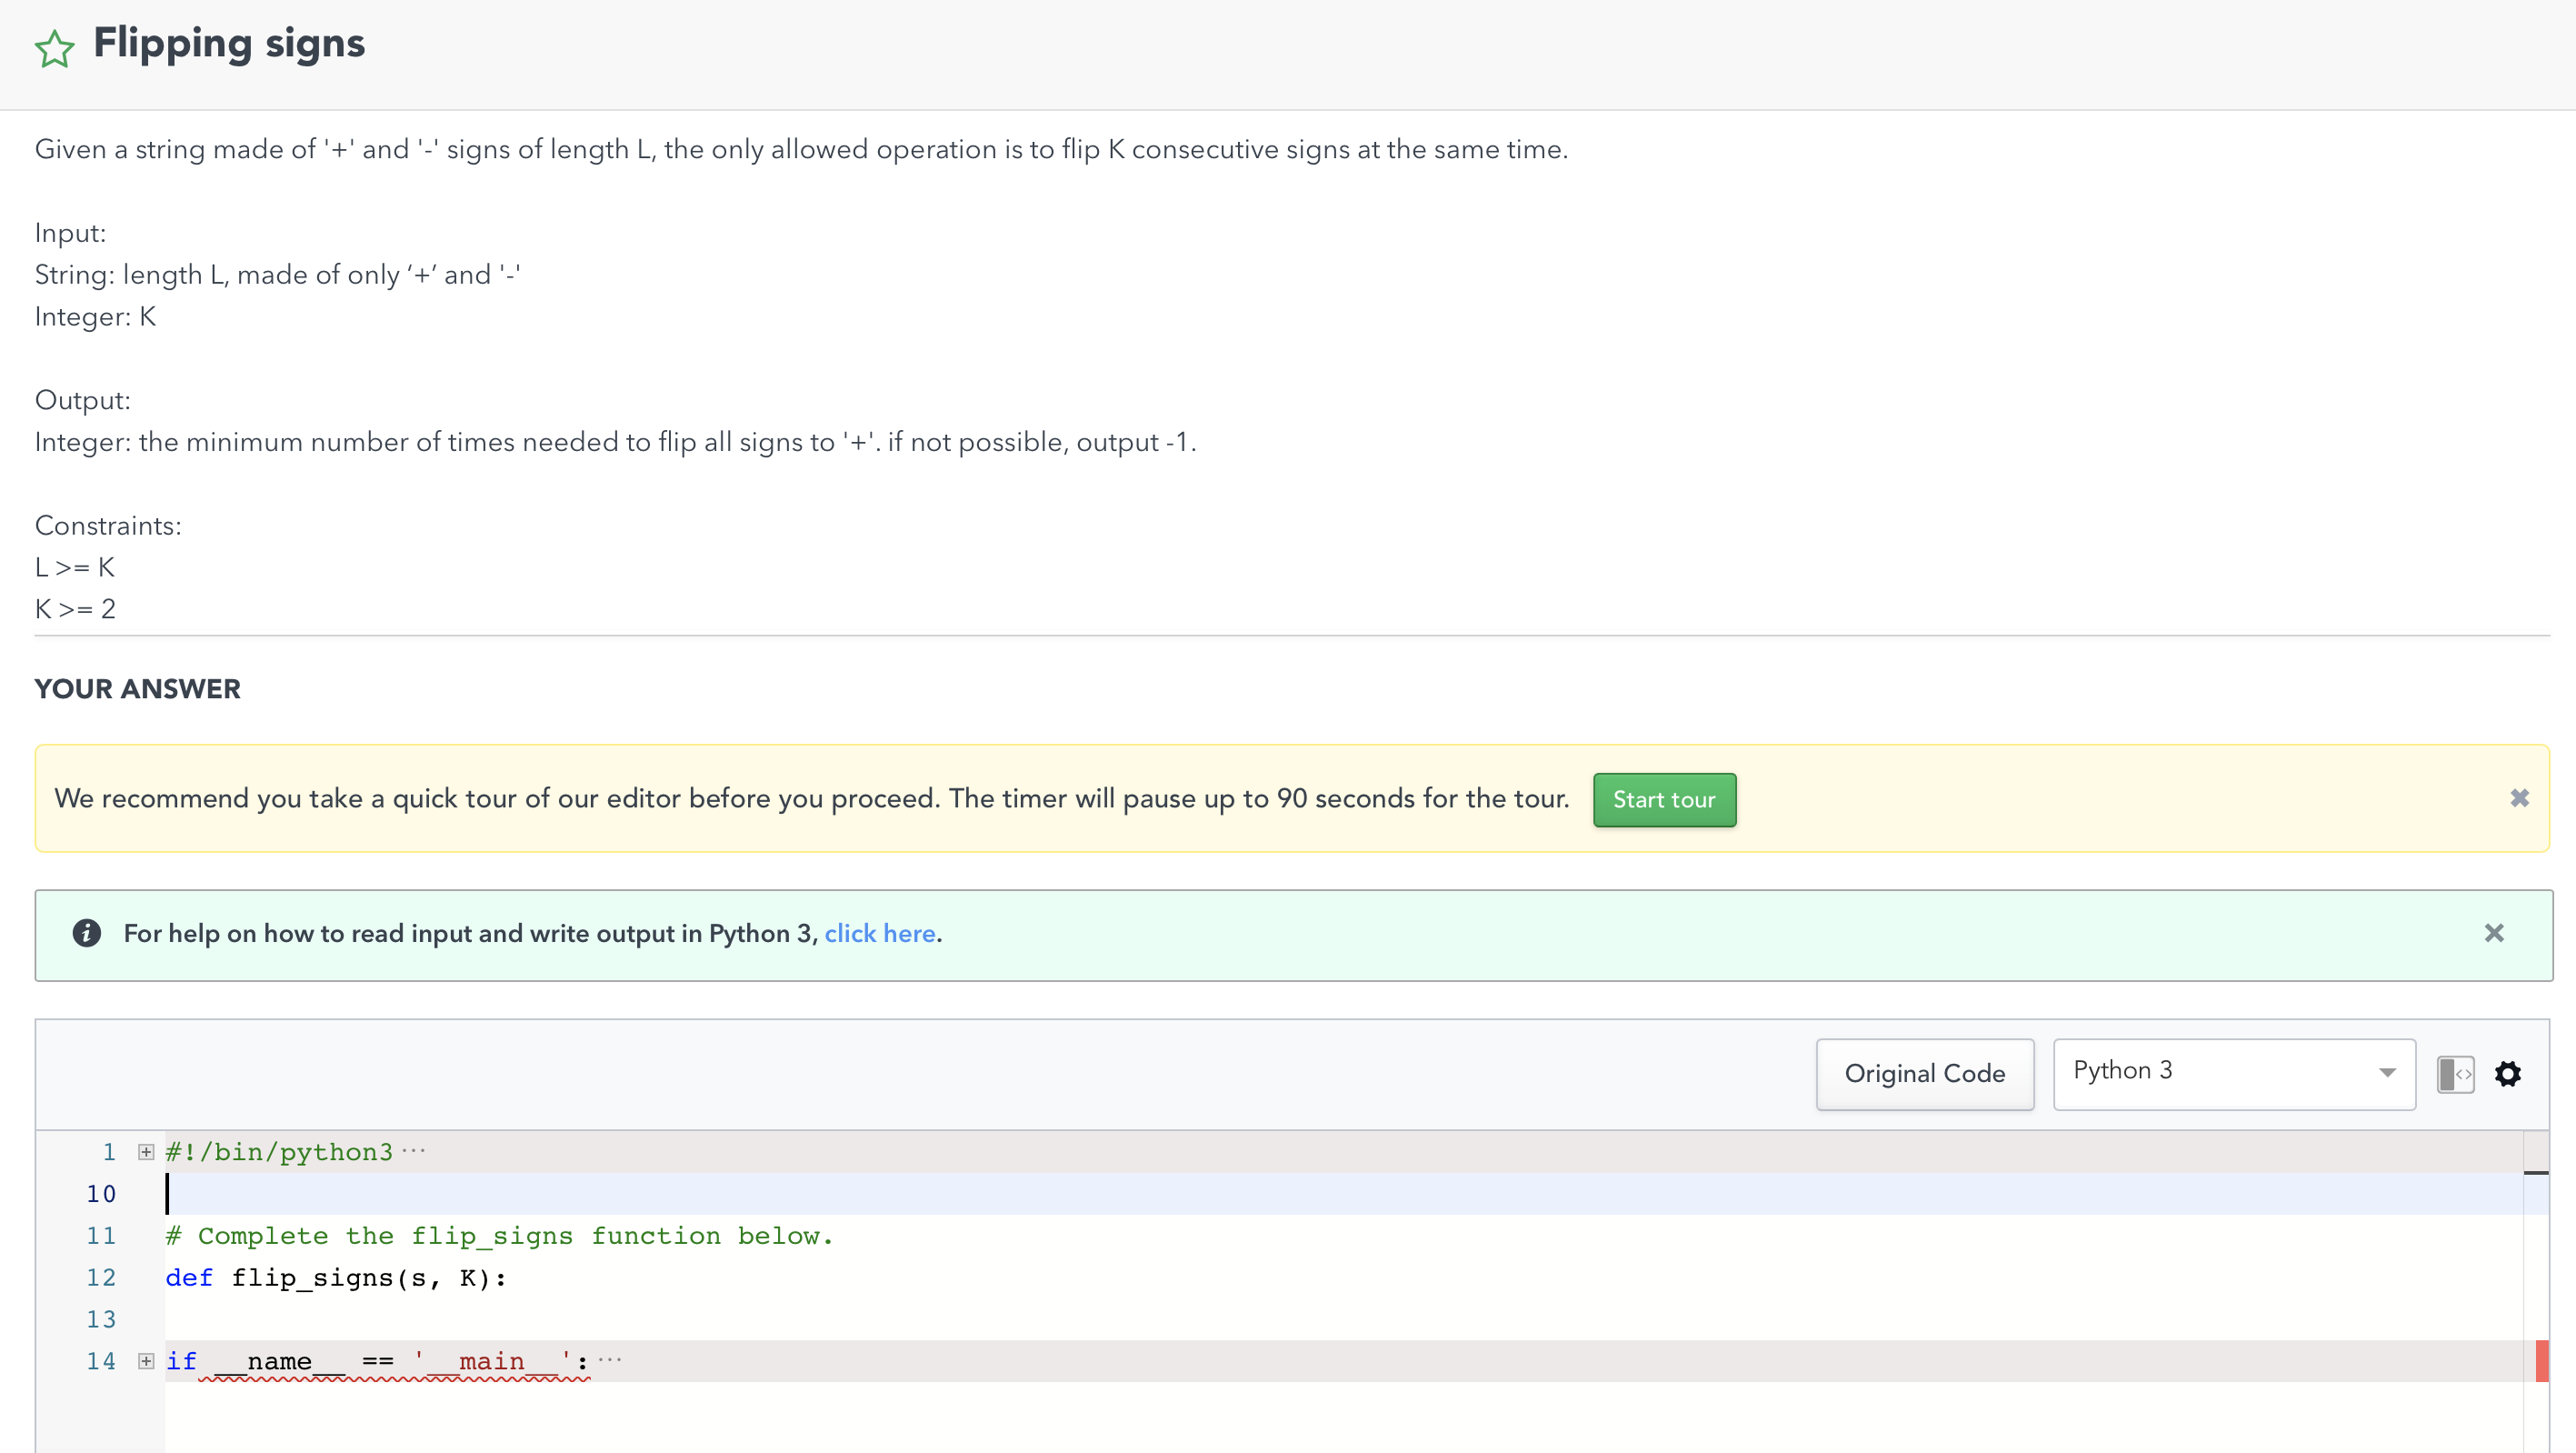 Flipping signs
Given a string made of '+' and '-' signs of length L, the only allowed operation is to flip K consecutive signs at the same time.
Input:
String: length L, made of only ‘+’ and '-'
Integer: K
Output:
Integer: the minimum number of times needed to flip all signs to '+'. if not possible, output -1.
Constraints:
L >= K
K >= 2
YOUR ANSWER
We recommend you take a quick tour of our editor before you proceed. The timer will pause up to 90 seconds for the tour. Start tour
For help on how to read input and write output in Python 3, click here.
Original Code Python 3
1 #!/bin/python3 ···
10
11 # Complete the flip_signs function below.
12 def flip_signs(s, K):
13
14 if __name__ == '__main__': ···